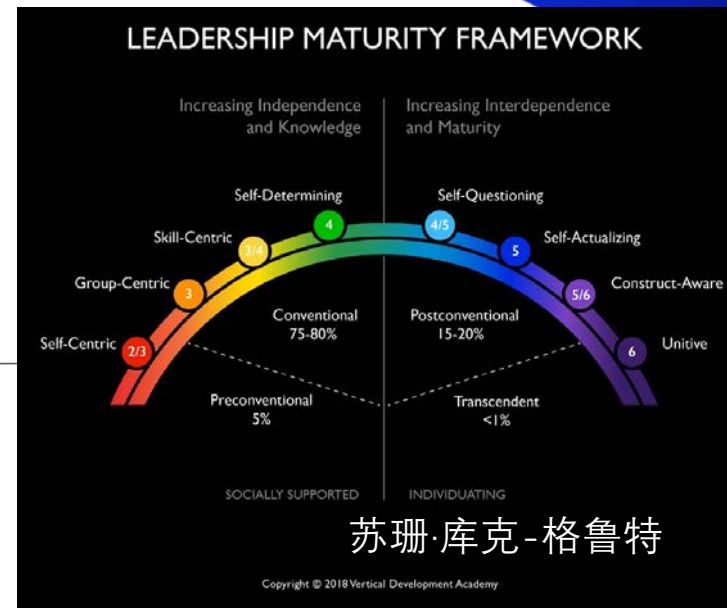 LEADERSHIP MATURITY FRAMEWORK
Increasing Independence
and Knowledge
Increasing Interdependence
and Maturity
Self-Determining
Self-Questioning
4
4/5
Skill-Centric
3/4
5
Self-Actualizing
Group-Centric
3
5/6
Construct-Aware
Conventional
75-80%
Postconventional
15-20%
Self-Centric
2/3
6
Unitive
Preconventional
5%
Transcendent
<1%
SOCIALLY SUPPORTED
INDIVIDUATING
苏珊·库克-格鲁特
Copyright © 2018 Vertical Development Academy